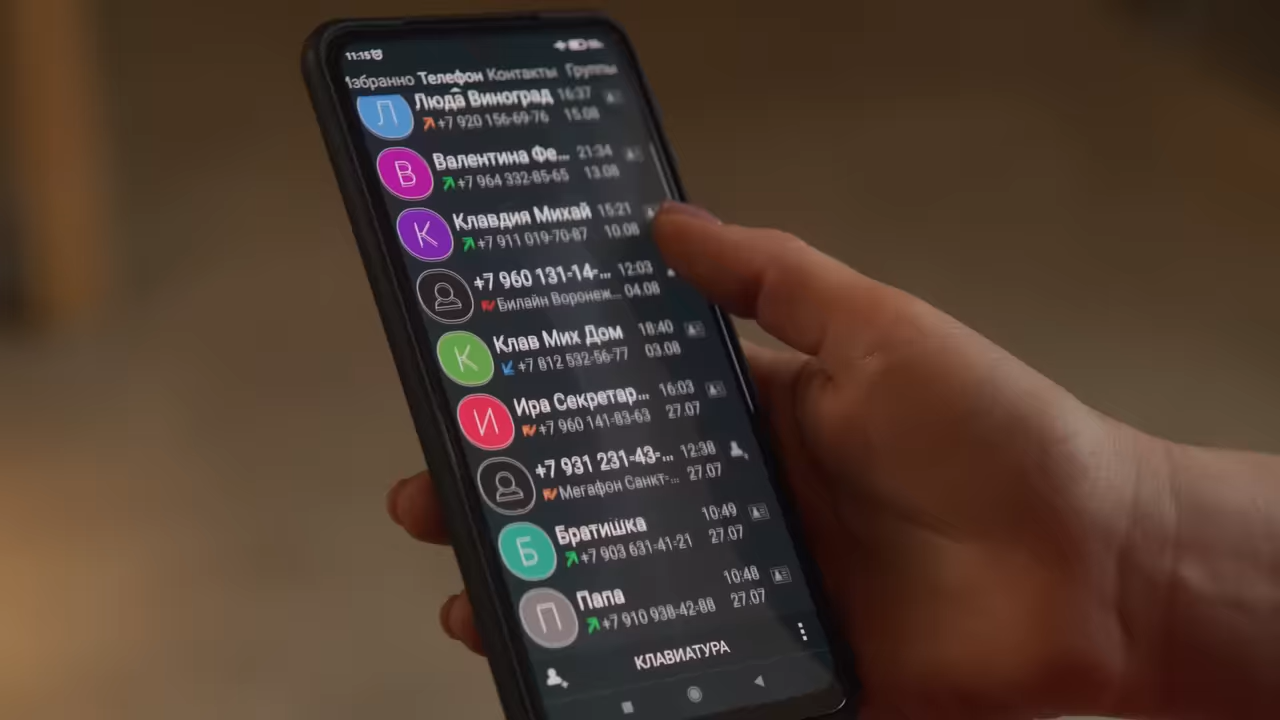 11:15
Избранно Телефон Контакты Группы
Л Люда Виноград 16:37
+7 920 156-69-76 15.08
В Валентина Фе... 21:34
+7 964 332-85-65 13.08
К Клавдия Михай 15:21
+7 911 019-70-87 10.08
+7 960 131-14-... 12:03
Билайн Воронеж... 04.08
К Клав Мих Дом 18:40
+7 812 532-56-77 03.08
И Ира Секретар... 16:03
+7 960 141-83-63 27.07
+7 931 231-43-... 12:38
Мегафон Санкт-... 27.07
Б Братишка 10:49
+7 903 631-41-21 27.07
П Папа 10:48
+7 910 938-42-88 27.07
КЛАВИАТУРА